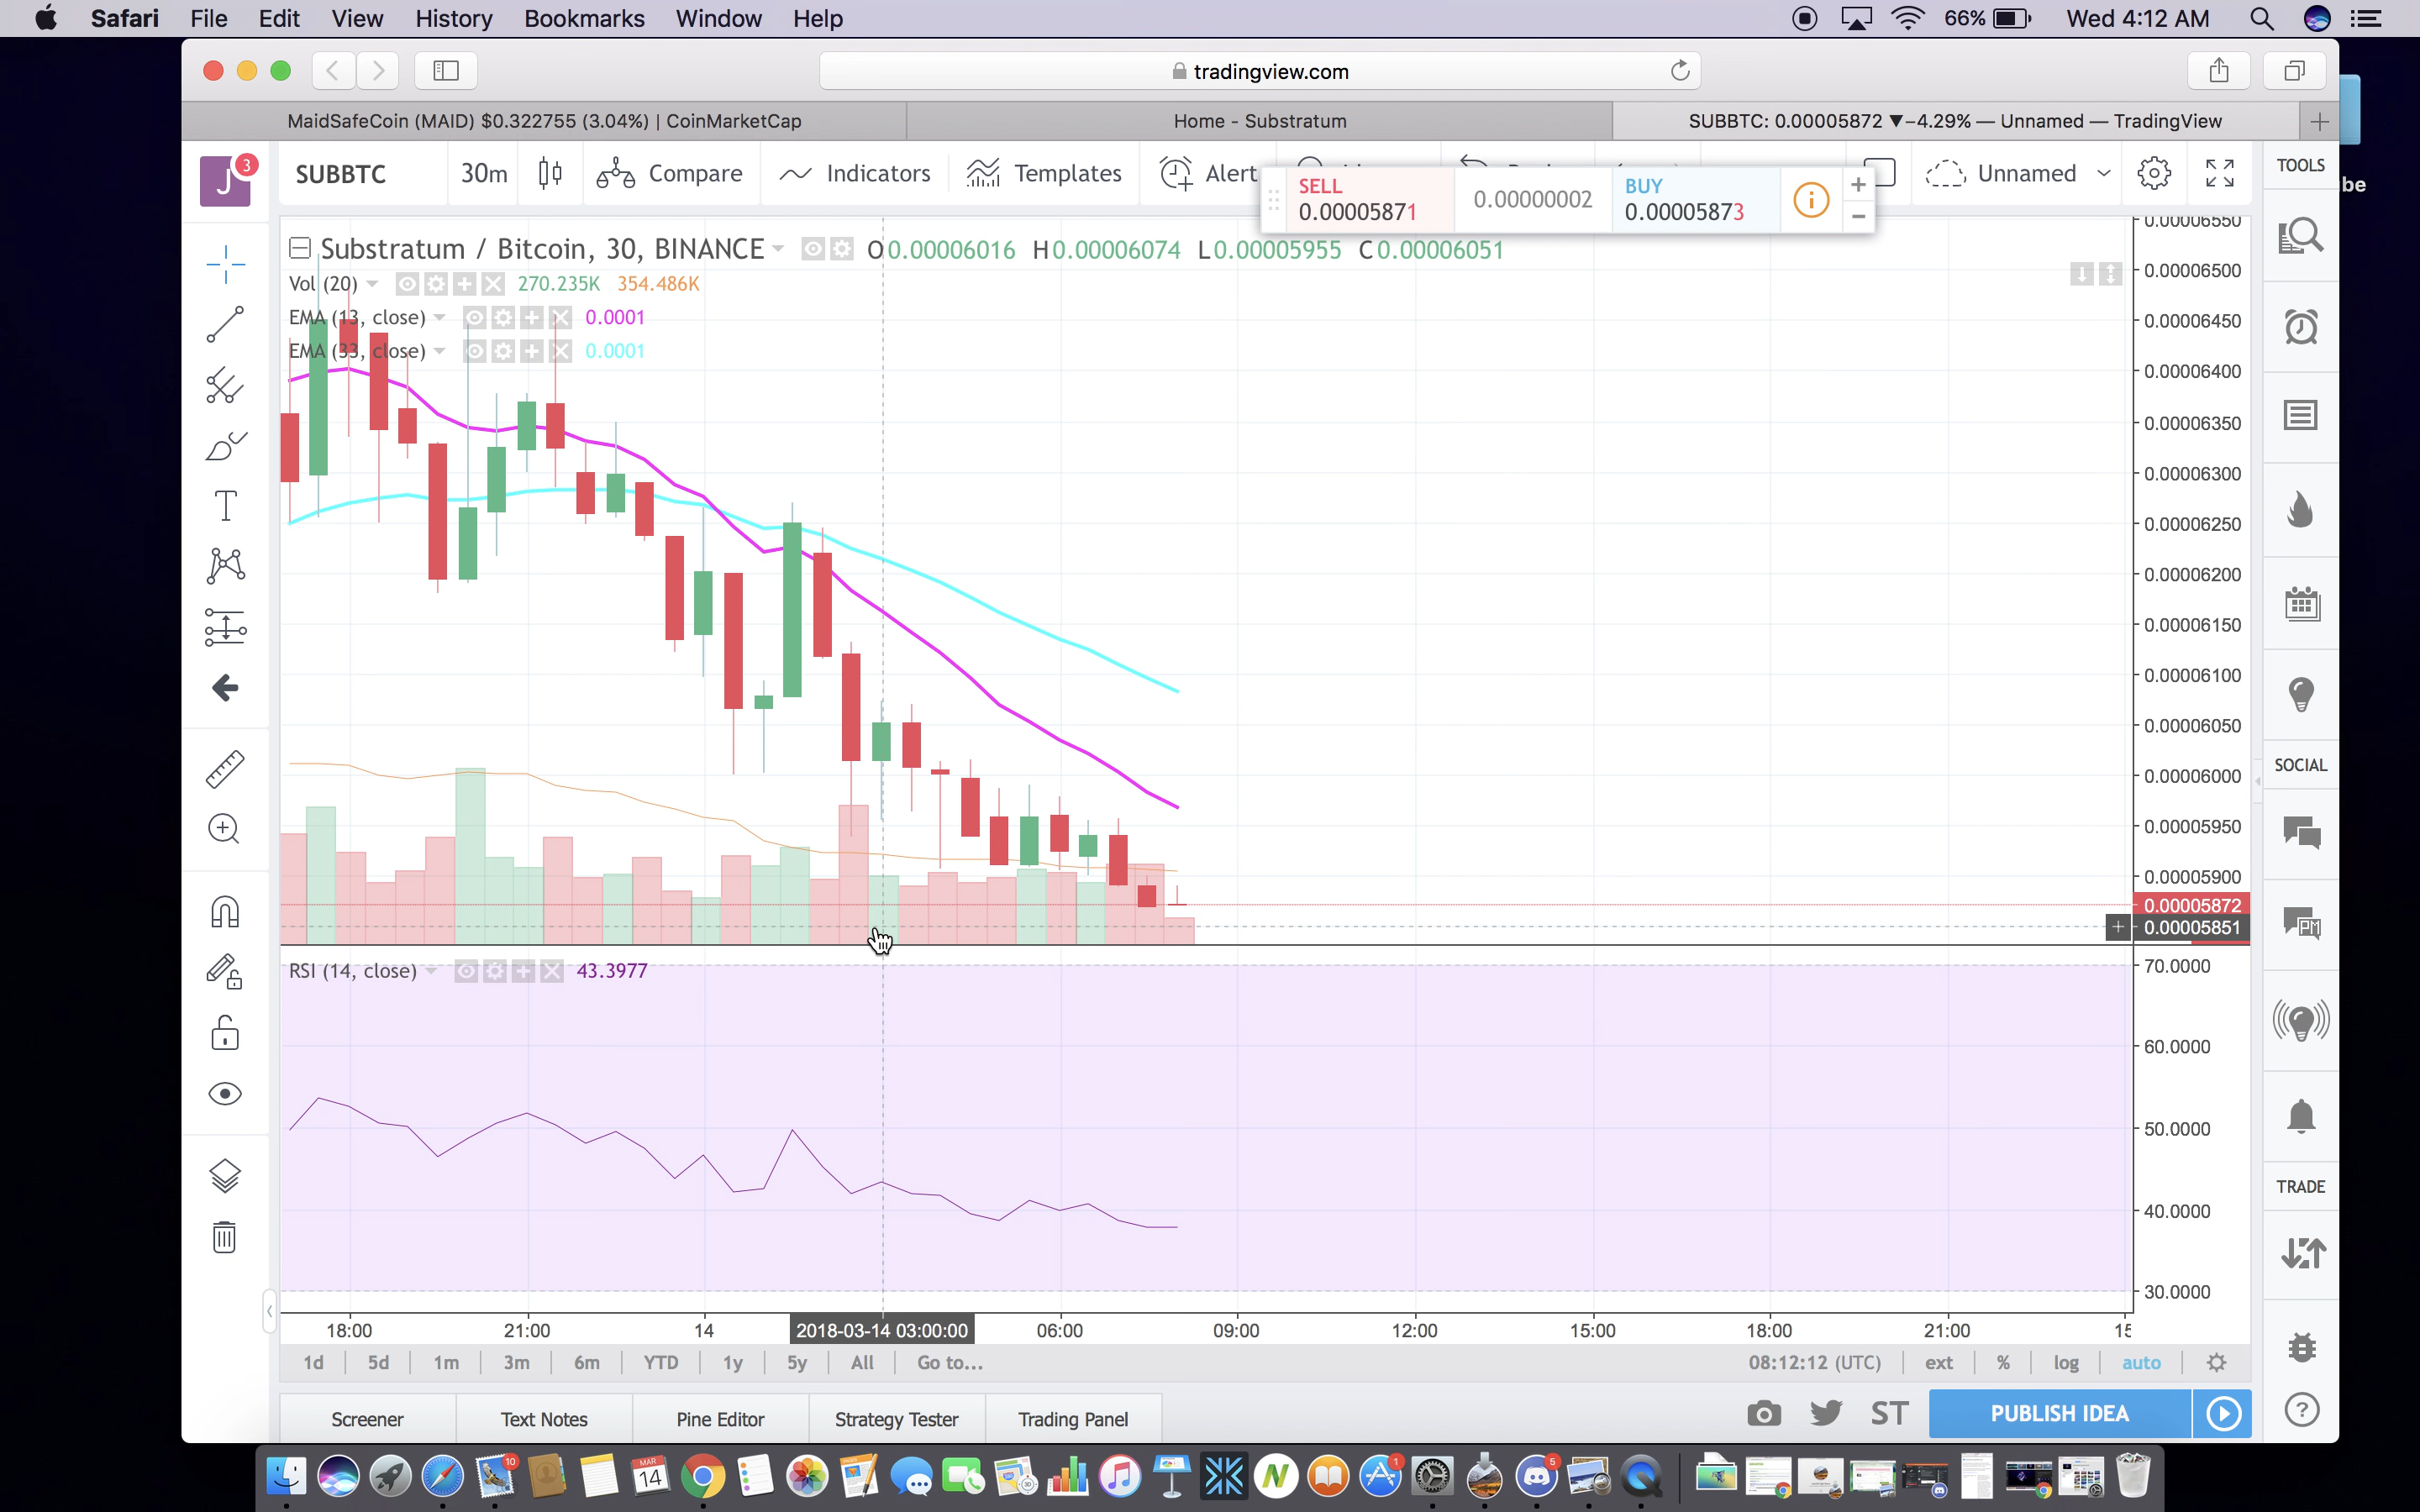 Safari File Edit View History Bookmarks Window Help 66% Wed 4:12 AM
tradingview.com
MaidSafeCoin (MAID) $0.322755 (3.04%) | CoinMarketCap
Home - Substratum
SUBBTC: 0.00005872 ▼-4.29% — Unnamed — TradingView
be
J 3 SUBBTC 30m Compare Indicators Templates Alert Unnamed TOOLS
SELL
0.00005871
0.00000002
BUY
0.00005873
Substratum / Bitcoin, 30, BINANCE O0.00006016 H0.00006074 L0.00005955 C0.00006051
Vol (20) 270.235K 354.486K
EMA (13, close) 0.0001
EMA (33, close) 0.0001
0.00006550
0.00006500
0.00006450
0.00006400
0.00006350
0.00006300
0.00006250
0.00006200
0.00006150
0.00006100
0.00006050
0.00006000
0.00005950
0.00005900
0.00005872
0.00005851
SOCIAL
PM
RSI (14, close) 43.3977
70.0000
60.0000
50.0000
40.0000
30.0000
TRADE
18:00 21:00 14 2018-03-14 03:00:00 06:00 09:00 12:00 15:00 18:00 21:00 15
1d 5d 1m 3m 6m YTD 1y 5y All Go to... 08:12:12 (UTC) ext % log auto
Screener Text Notes Pine Editor Strategy Tester Trading Panel ST PUBLISH IDEA
10 MAR 14 1 5